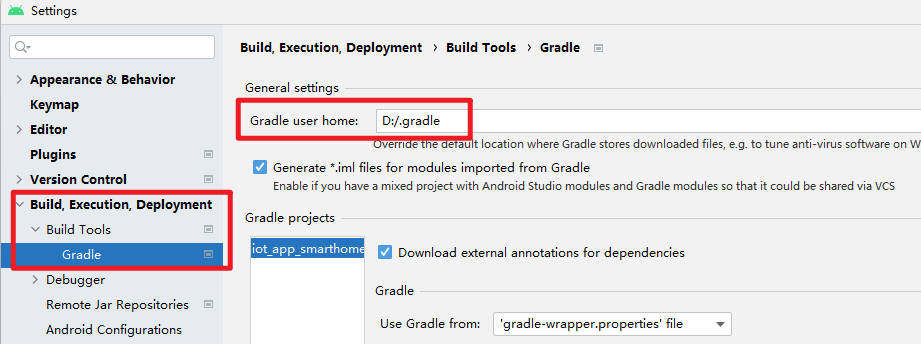 Settings
Build, Execution, Deployment › Build Tools › Gradle
Appearance & Behavior
Keymap
Editor
Plugins
Version Control
Build, Execution, Deployment
Build Tools
Gradle
Debugger
Remote Jar Repositories
Android Configurations
General settings
Gradle user home: D:/.gradle
Override the default location where Gradle stores downloaded files, e.g. to tune anti-virus software on W
Generate *.iml files for modules imported from Gradle
Enable if you have a mixed project with Android Studio modules and Gradle modules so that it could be shared via VCS
Gradle projects
iot_app_smarthome
Download external annotations for dependencies
Gradle
Use Gradle from: 'gradle-wrapper.properties' file